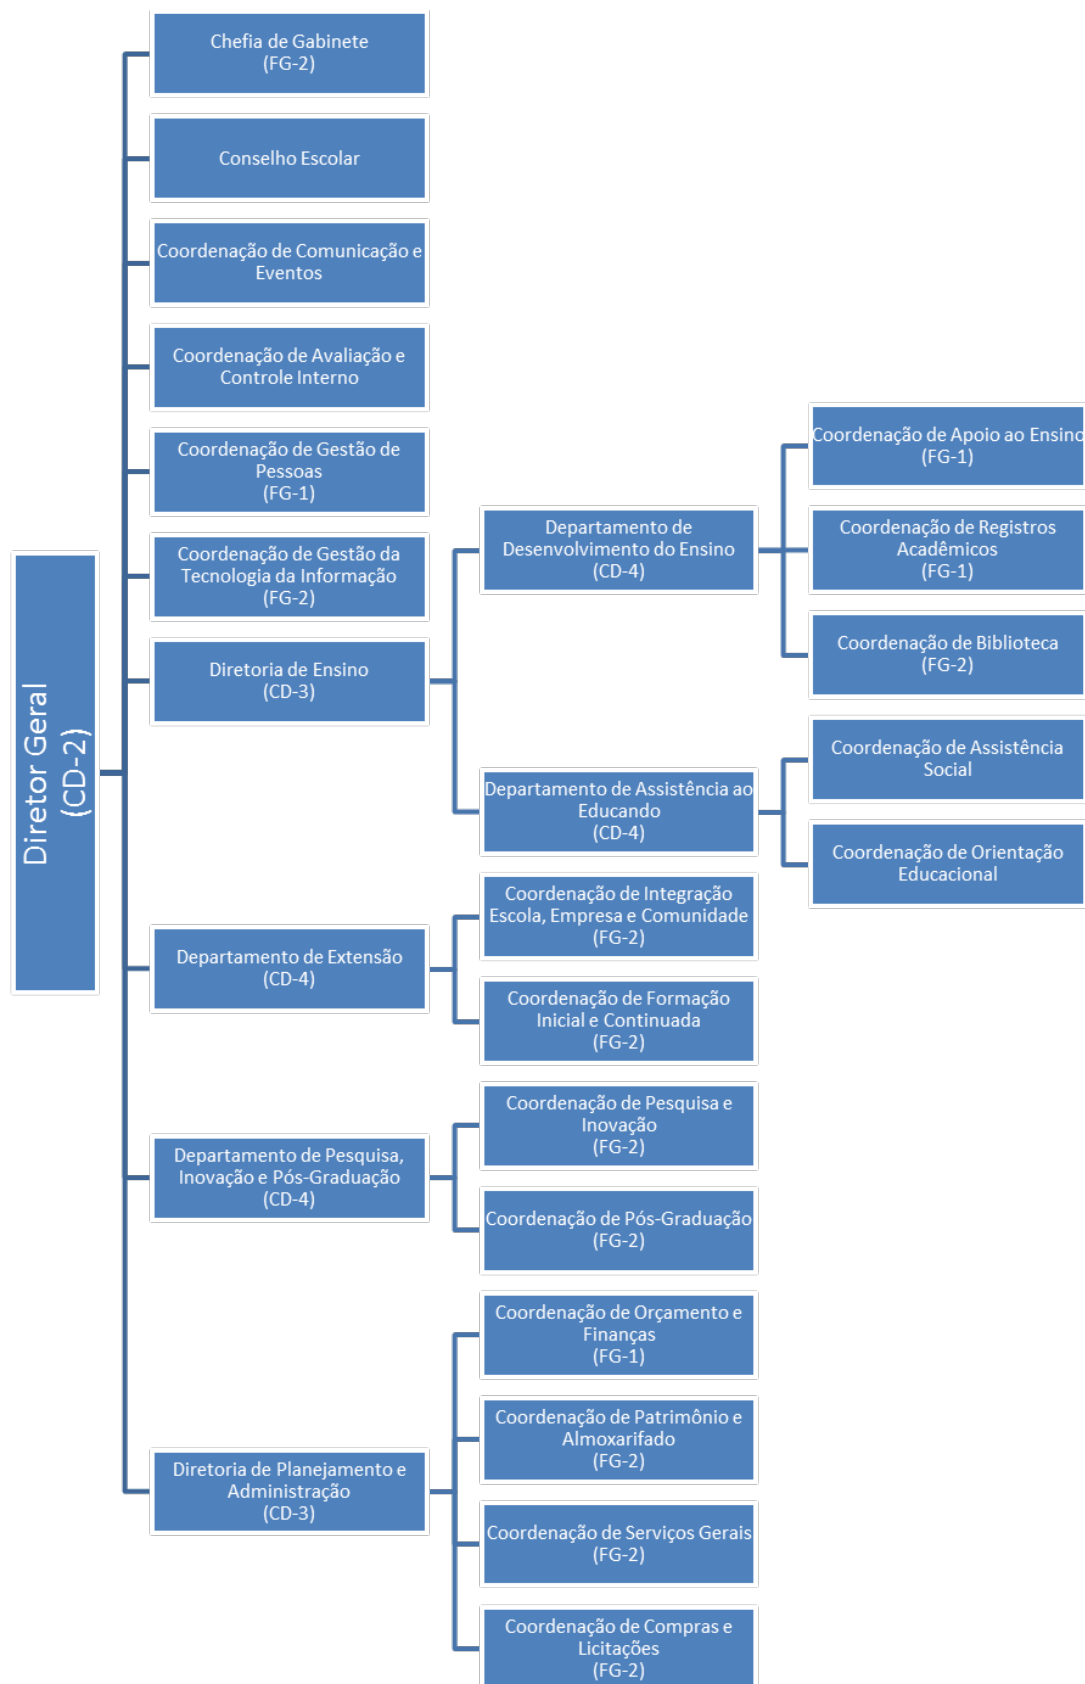 Diretor Geral
(CD-2)
Chefia de Gabinete
(FG-2)
Conselho Escolar
Coordenação de Comunicação e
Eventos
Coordenação de Avaliação e
Controle Interno
Coordenação de Gestão de
Pessoas
(FG-1)
Coordenação de Gestão da
Tecnologia da Informação
(FG-2)
Diretoria de Ensino
(CD-3)
Departamento de
Desenvolvimento do Ensino
(CD-4)
Coordenação de Apoio ao Ensino
(FG-1)
Coordenação de Registros
Acadêmicos
(FG-1)
Coordenação de Biblioteca
(FG-2)
Departamento de Assistência ao
Educando
(CD-4)
Coordenação de Assistência
Social
Coordenação de Orientação
Educacional
Departamento de Extensão
(CD-4)
Coordenação de Integração
Escola, Empresa e Comunidade
(FG-2)
Coordenação de Formação
Inicial e Continuada
(FG-2)
Departamento de Pesquisa,
Inovação e Pós-Graduação
(CD-4)
Coordenação de Pesquisa e
Inovação
(FG-2)
Coordenação de Pós-Graduação
(FG-2)
Diretoria de Planejamento e
Administração
(CD-3)
Coordenação de Orçamento e
Finanças
(FG-1)
Coordenação de Patrimônio e
Almoxarifado
(FG-2)
Coordenação de Serviços Gerais
(FG-2)
Coordenação de Compras e
Licitações
(FG-2)